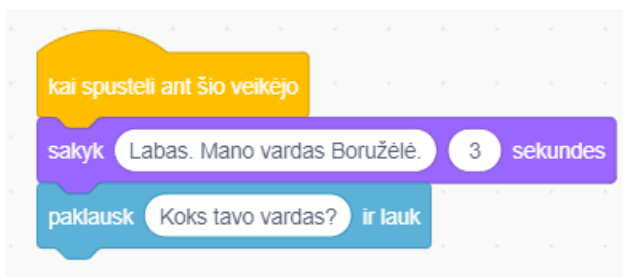 kai spusteli ant šio veikėjo
sakyk Labas. Mano vardas Boružėlė. 3 sekundes
paklausk Koks tavo vardas? ir lauk